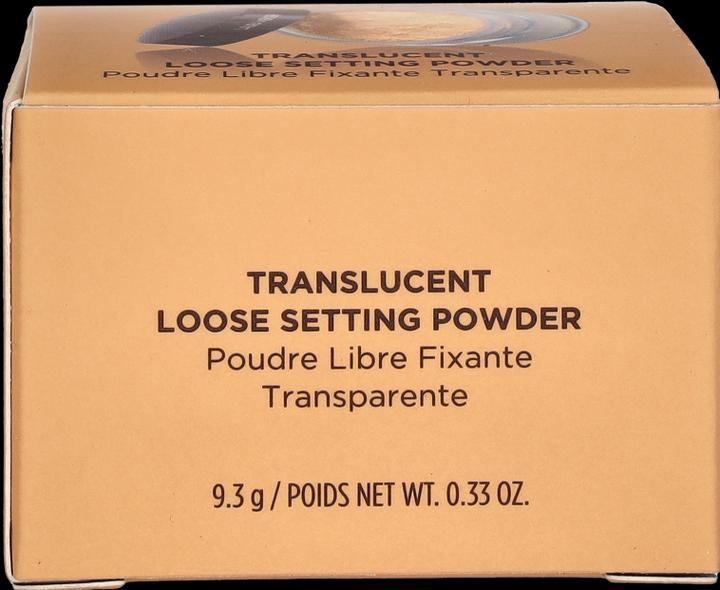 TRANSLUCENT
LOOSE SETTING POWDER
Poudre Libre Fixante Transparente
TRANSLUCENT
LOOSE SETTING POWDER
Poudre Libre Fixante
Transparente
9.3 g / POIDS NET WT. 0.33 OZ.